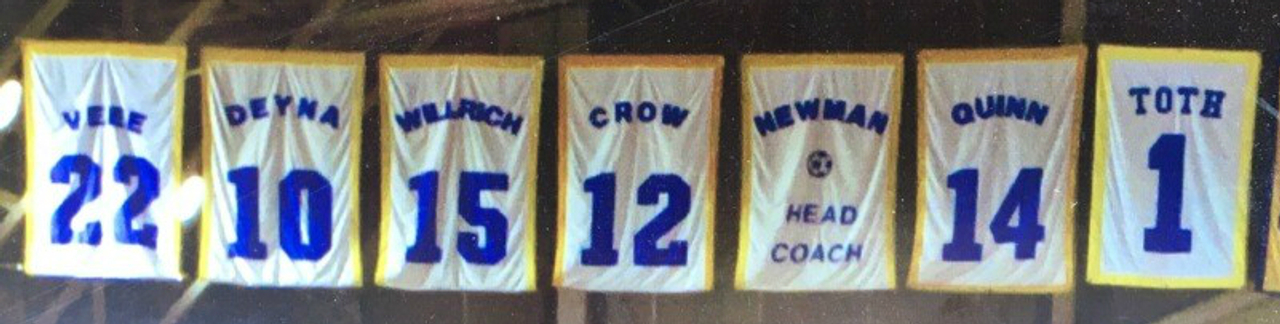 VEEE
22
DEYNA
10
WILLRICH
15
CROW
12
NEWMAN
HEAD
COACH
QUINN
14
TOTH
1